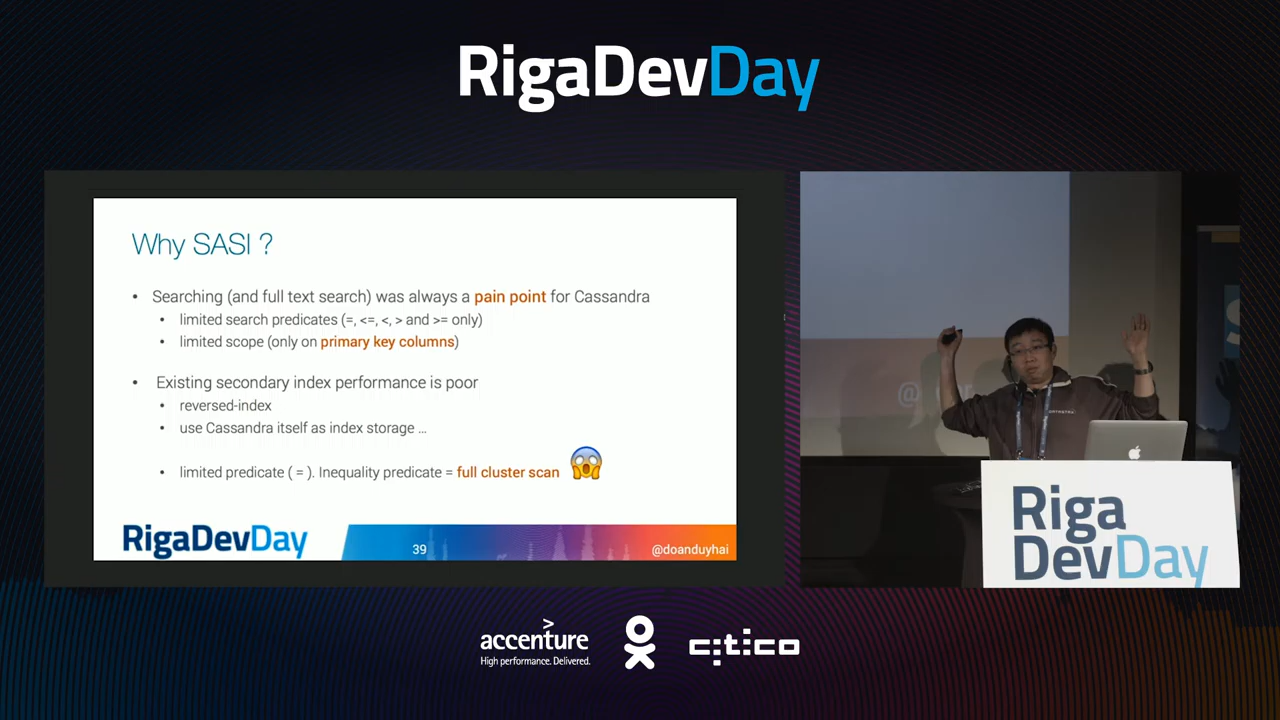 RigaDevDay
Why SASI ?
• Searching (and full text search) was always a pain point for Cassandra
• limited search predicates (=, <=, <, > and >= only)
• limited scope (only on primary key columns)
• Existing secondary index performance is poor
• reversed-index
• use Cassandra itself as index storage ...
• limited predicate ( = ). Inequality predicate = full cluster scan
RigaDevDay
39
@doanduyhai
Riga
DevDay
accenture
High performance. Delivered.
citico